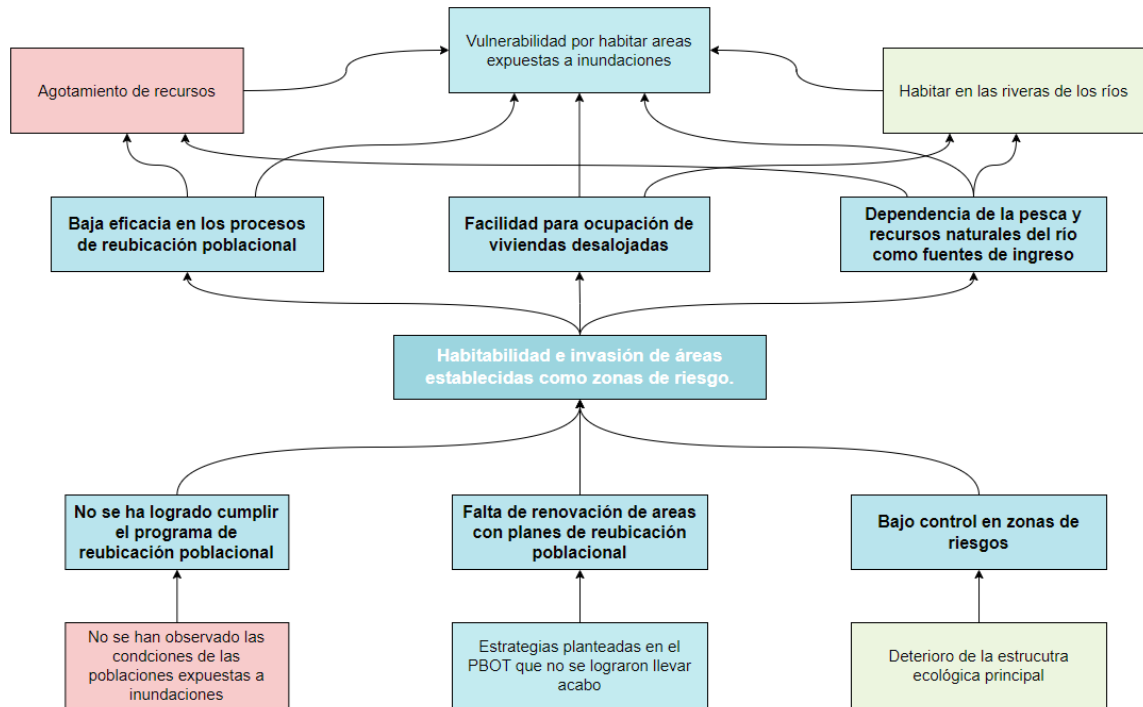 Vulnerabilidad por habitar areas
expuestas a inundaciones
Agotamiento de recursos
Habitar en las riveras de los ríos
Baja eficacia en los procesos
de reubicación poblacional
Facilidad para ocupación de
viviendas desalojadas
Dependencia de la pesca y
recursos naturales del río
como fuentes de ingreso
Habitabilidad e invasión de áreas
establecidas como zonas de riesgo.
No se ha logrado cumplir
el programa de
reubicación poblacional
Falta de renovación de areas
con planes de reubicación
poblacional
Bajo control en zonas de
riesgos
No se han observado las
condciones de las
poblaciones expuestas a
inundaciones
Estrategias planteadas en el
PBOT que no se lograron llevar
acabo
Deterioro de la estrucutra
ecológica principal